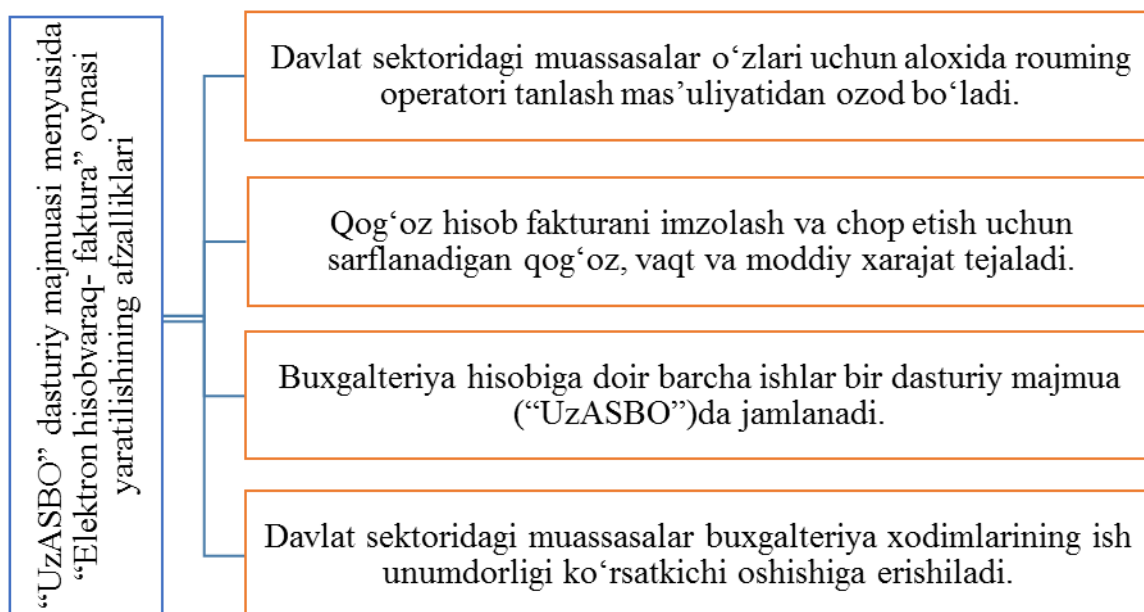 “UzASBO” dasturiy majmuasi menyusida
“Elektron hisobvaraq- faktura” oynasi
yaratilishining afzalliklari
Davlat sektoridagi muassasalar o‘zlari uchun aloxida rouming
operatori tanlash mas’uliyatidan ozod bo‘ladi.
Qog‘oz hisob fakturani imzolash va chop etish uchun
sarflanadigan qog‘oz, vaqt va moddiy xarajat tejaladi.
Buxgalteriya hisobiga doir barcha ishlar bir dasturiy majmua
(“UzASBO”)da jamlanadi.
Davlat sektoridagi muassasalar buxgalteriya xodimlarining ish
unumdorligi ko‘rsatkichi oshishiga erishiladi.